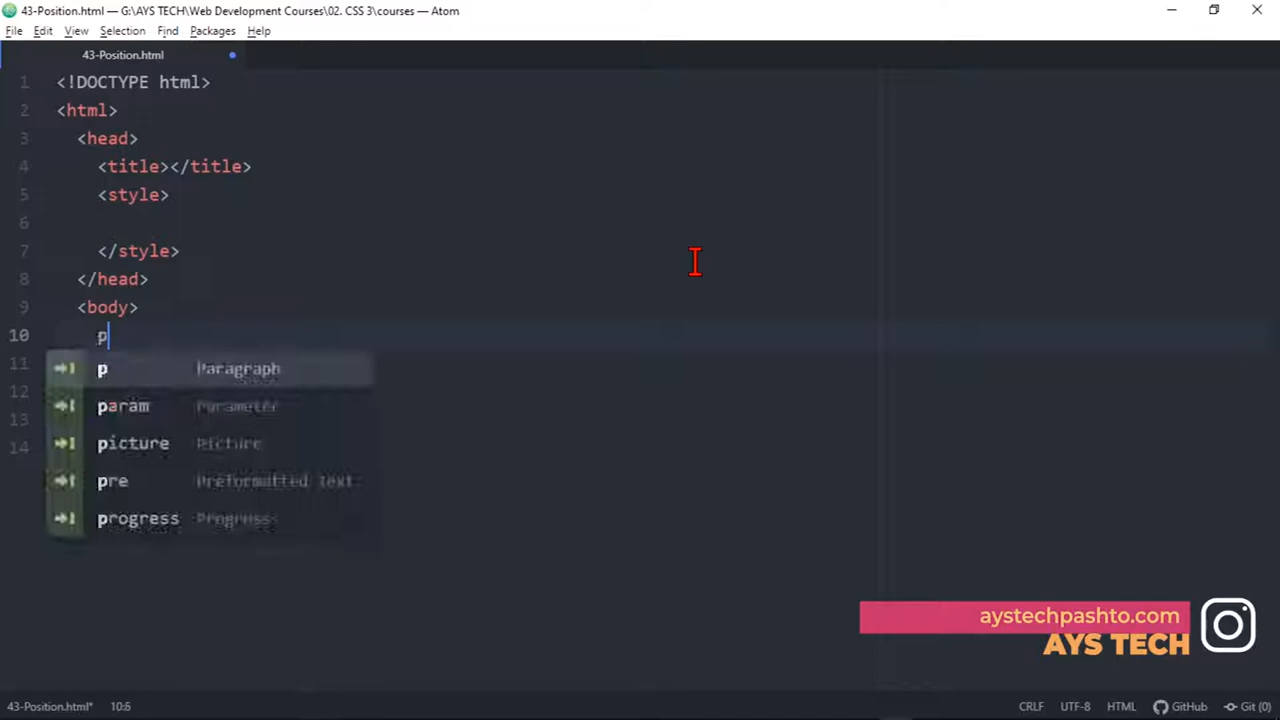 43-Position.html — G:\AYS TECH\Web Development Courses\02. CSS 3\courses — Atom
File Edit View Selection Find Packages Help
43-Position.html
1 <!DOCTYPE html>
2 <html>
3 <head>
4 <title></title>
5 <style>
6
7 </style>
8 </head>
9 <body>
10 p
11 p Paragraph
12 param Parameter
13 picture Picture
14 pre Preformatted text
progress Progress
aystechpashto.com
AYS TECH
43-Position.html* 10:6 CRLF UTF-8 HTML GitHub Git (0)